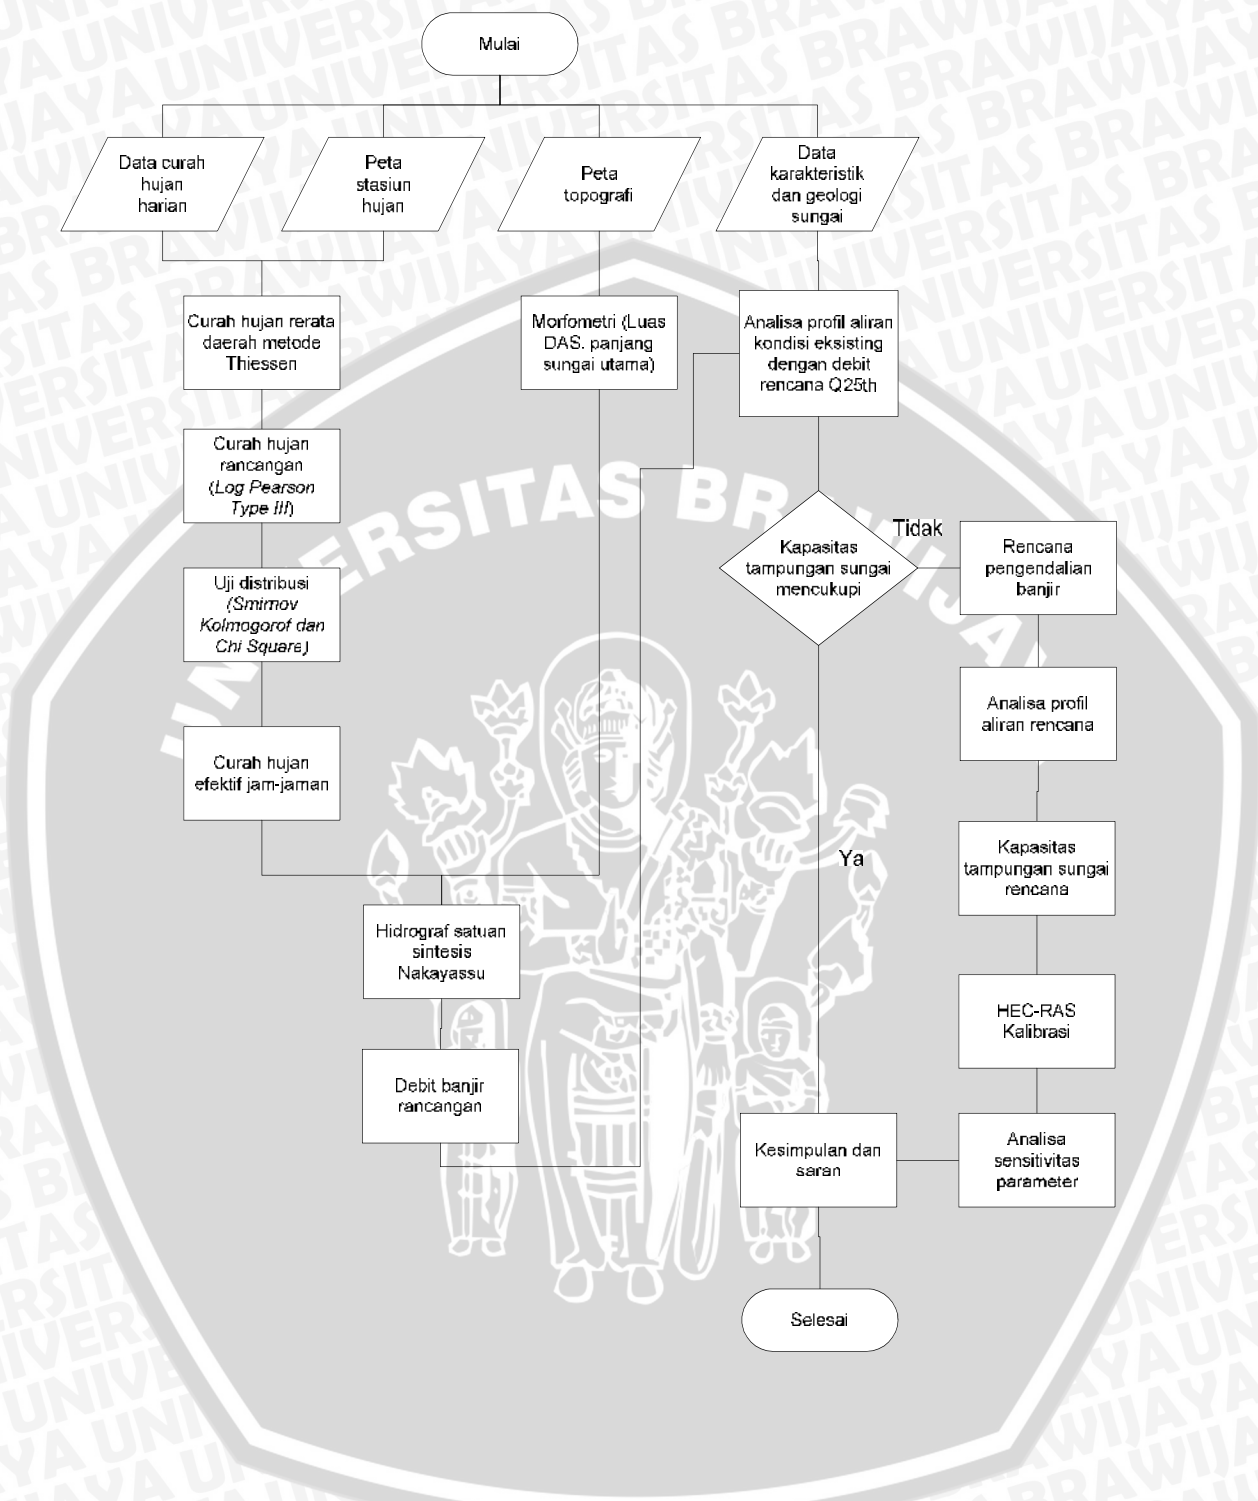 Mulai
Data curah
hujan
harian
Peta
stasiun
hujan
Peta
topografi
Data
karakteristik
dan geologi
sungai
Curah hujan rerata
daerah metode
Thiessen
Morfometri (Luas
DAS. panjang
sungai utama)
Analisa profil aliran
kondisi eksisting
dengan debit
rencana Q25th
Curah hujan
rancangan
(Log Pearson
Type III)
Uji distribusi
(Smirnov
Kolmogorof dan
Chi Square)
Curah hujan
efektif jam-jaman
Hidrograf satuan
sintesis
Nakayassu
Debit banjir
rancangan
Kapasitas
tampungan sungai
mencukupi
Tidak
Rencana
pengendalian
banjir
Analisa profil
aliran rencana
Ya
Kapasitas
tampungan sungai
rencana
HEC-RAS
Kalibrasi
Analisa
sensitivitas
parameter
Kesimpulan dan
saran
Selesai